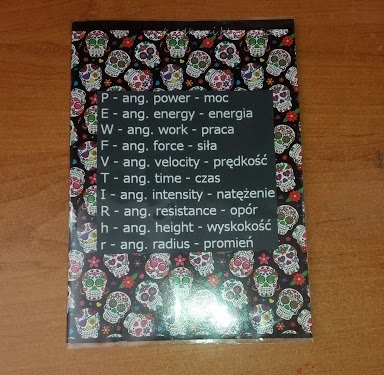 P - ang. power - moc
E - ang. energy - energia
W - ang. work - praca
F - ang. force - siła
V - ang. velocity - prędkość
T - ang. time - czas
I - ang. intensity - natężenie
R - ang. resistance - opór
h - ang. height - wyskokość
r - ang. radius - promień